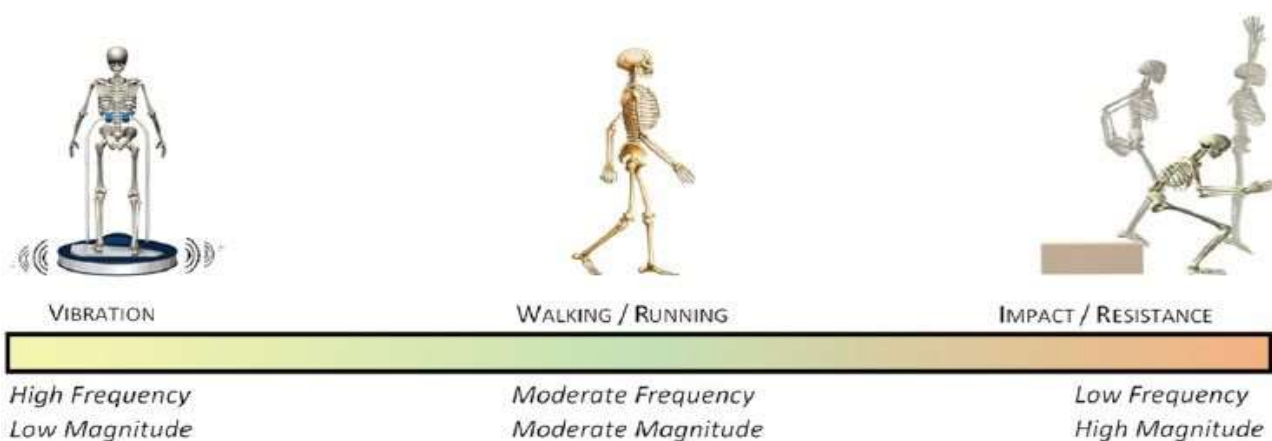 VIBRATION
WALKING / RUNNING
IMPACT / RESISTANCE
High Frequency
Low Magnitude
Moderate Frequency
Moderate Magnitude
Low Frequency
High Magnitude